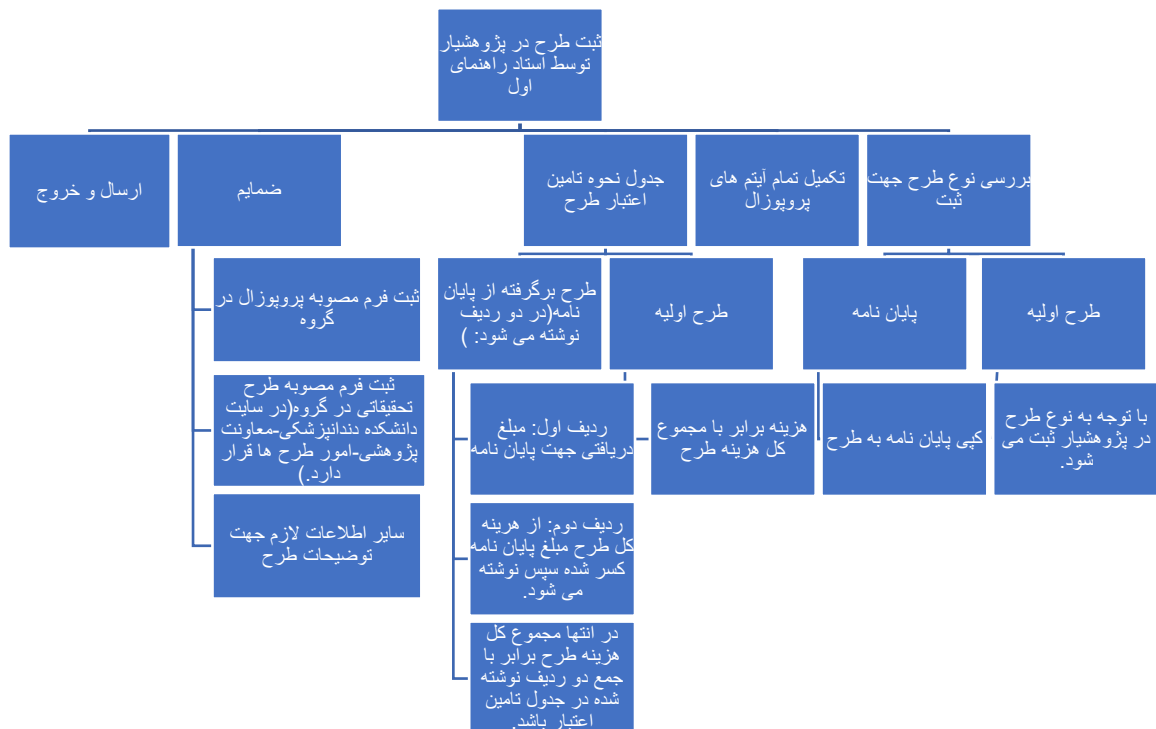 ثبت طرح در پژوهشیار
توسط استاد راهنمای
اول
بررسی نوع طرح جهت
ثبت
تکمیل تمام آیتم های
پروپوزال
جدول نحوه تامین
اعتبار طرح
ضمایم
ارسال و خروج
طرح اولیه
پایان نامه
طرح اولیه
طرح برگرفته از پایان
نامه(در دو ردیف
نوشته می شود: )
ثبت فرم مصوبه پروپوزال در
گروه
با توجه به نوع طرح
در پژوهشیار ثبت می
شود.
کپی پایان نامه به طرح
هزینه برابر با مجموع
کل هزینه طرح
ردیف اول: مبلغ
دریافتی جهت پایان نامه
ثبت فرم مصوبه طرح
تحقیقاتی در گروه(در سایت
دانشکده دندانپزشکی-معاونت
پژوهشی-امور طرح ها قرار
دارد.)
ردیف دوم: از هرینه
کل طرح مبلغ پایان نامه
کسر شده سپس نوشته
می شود.
سایر اطلاعات لازم جهت
توضیحات طرح
در انتها مجموع کل
هزینه طرح برابر با
جمع دو ردیف نوشته
شده در جدول تامین
اعتبار باشد.